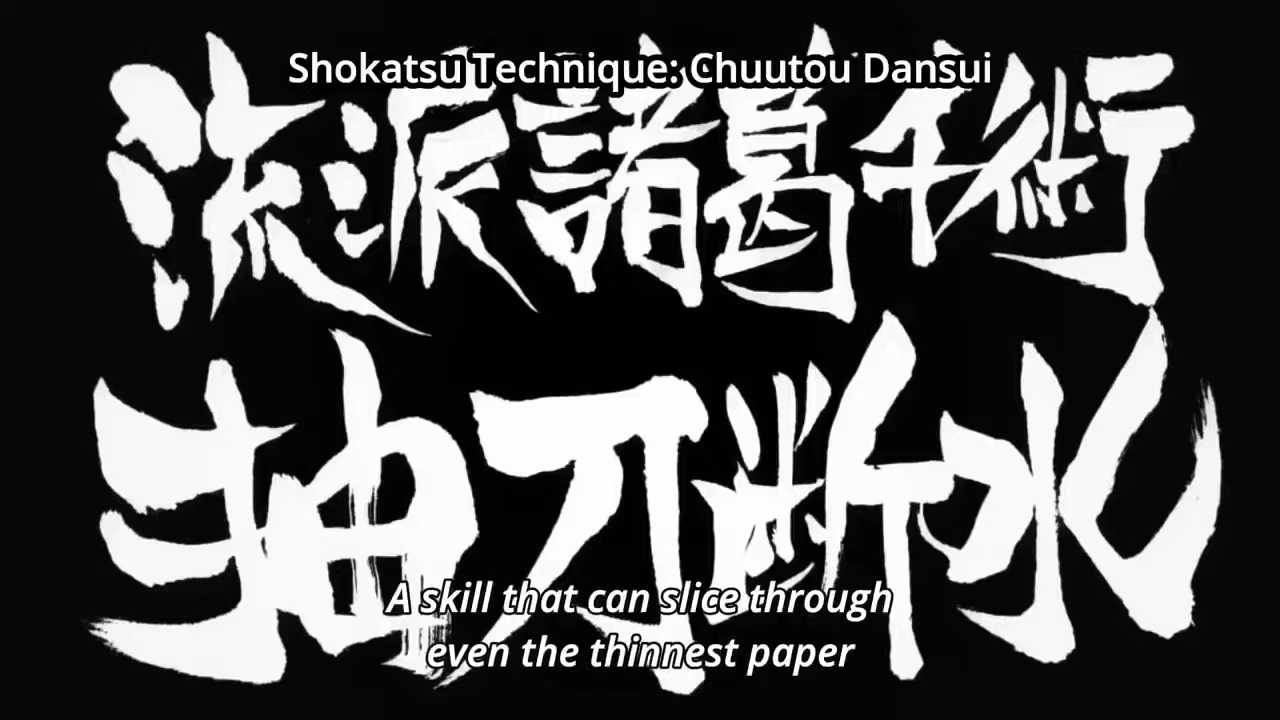 Shokatsu Technique: Chuutou Dansui
流派諸葛千術
抽刀断水
A skill that can slice through
even the thinnest paper